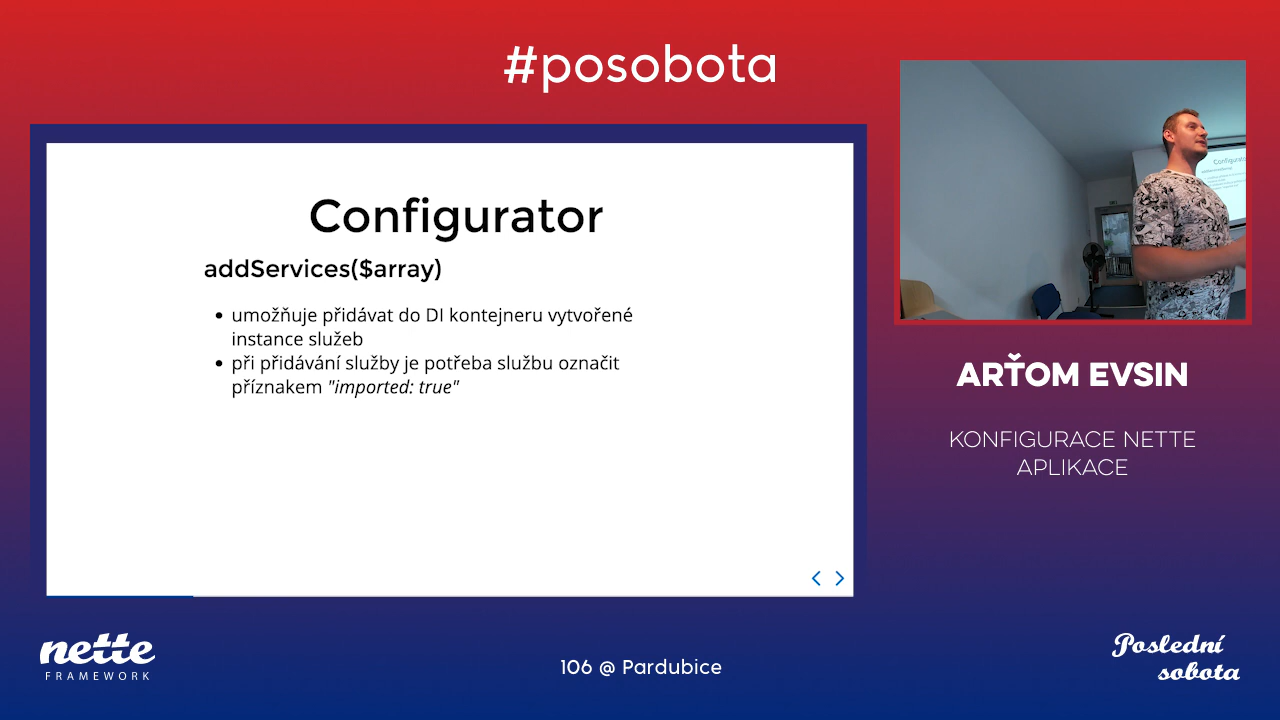 #posobota
Configurator
addServices($array)
umožňuje přidávat do DI kontejneru vytvořené
instance služeb
při přidávání služby je potřeba službu označit
příznakem "imported: true"
Configurator
ARŤOM EVSIN
KONFIGURACE NETTE
APLIKACE
nette
FRAMEWORK
106 @ Pardubice
Poslední
sobota